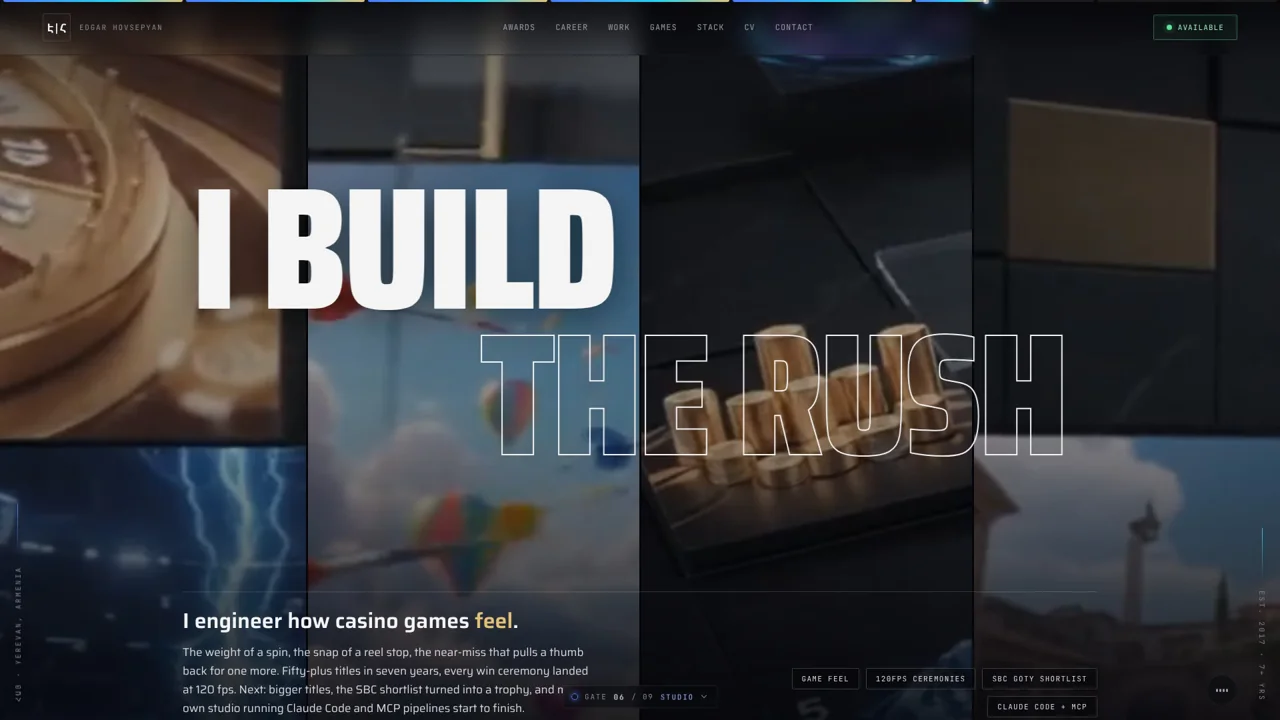 EDGAR HOVSEPYAN
AWARDS CAREER WORK GAMES STACK CV CONTACT
AVAILABLE
I BUILD
THE RUSH
I engineer how casino games feel.
The weight of a spin, the snap of a reel stop, the near-miss that pulls a thumb
back for one more. Fifty-plus titles in seven years, every win ceremony landed
at 120 fps. Next: bigger titles, the SBC shortlist turned into a trophy, and
own studio running Claude Code and MCP pipelines start to finish.
GAME FEEL
120FPS CEREMONIES
SBC GOTY SHORTLIST
CLAUDE CODE + MCP
GATE 06 / 09 STUDIO
YEREVAN, ARMENIA
EST. 2017 · 7+ YRS